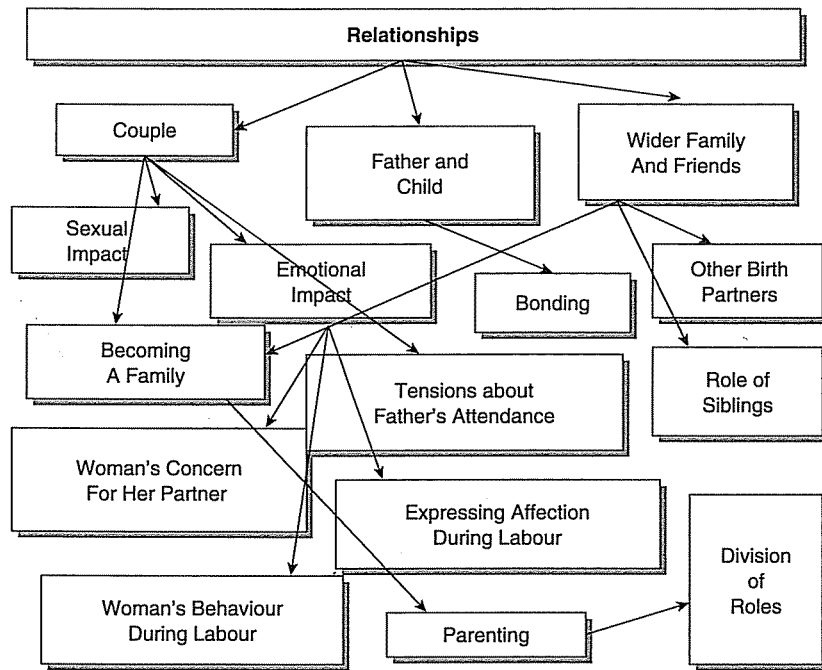 Relationships
Couple
Father and
Child
Wider Family
And Friends
Sexual
Impact
Emotional
Impact
Bonding
Other Birth
Partners
Becoming
A Family
Tensions about
Father's Attendance
Role of
Siblings
Woman's Concern
For Her Partner
Expressing Affection
During Labour
Division
of
Roles
Woman's Behaviour
During Labour
Parenting